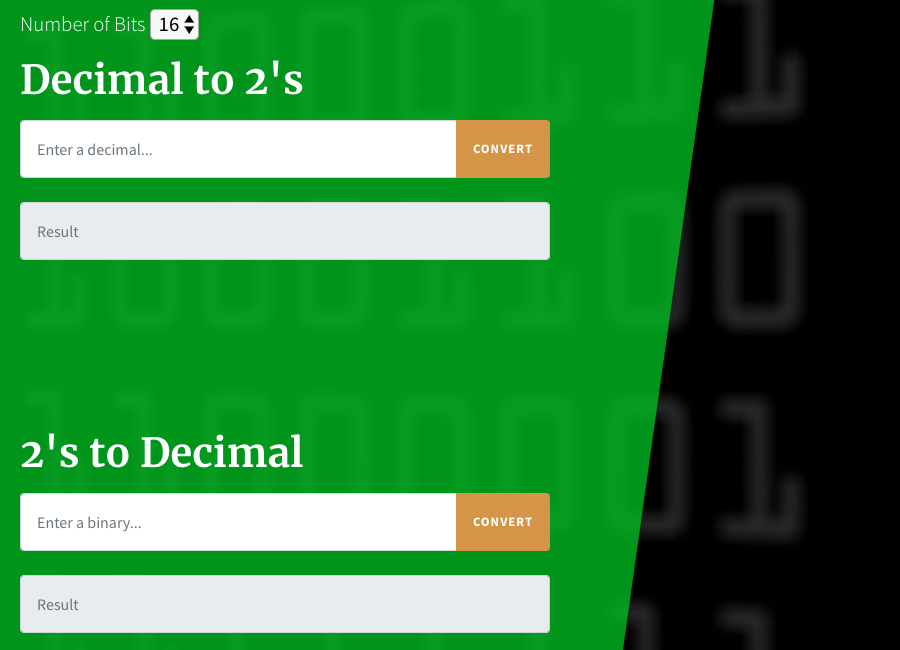 Number of Bits 16
Decimal to 2's
Enter a decimal...
CONVERT
Result
2's to Decimal
Enter a binary...
CONVERT
Result